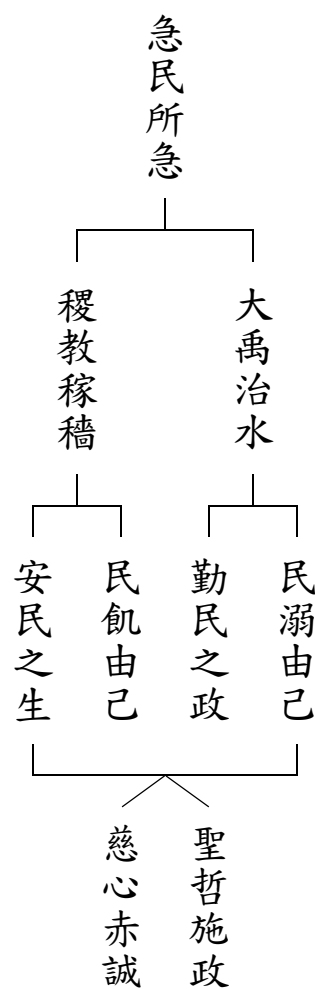 急民所急
大禹治水
稷教稼穡
民溺由己
勤民之政
民飢由己
安民之生
聖哲施政
慈心赤誠